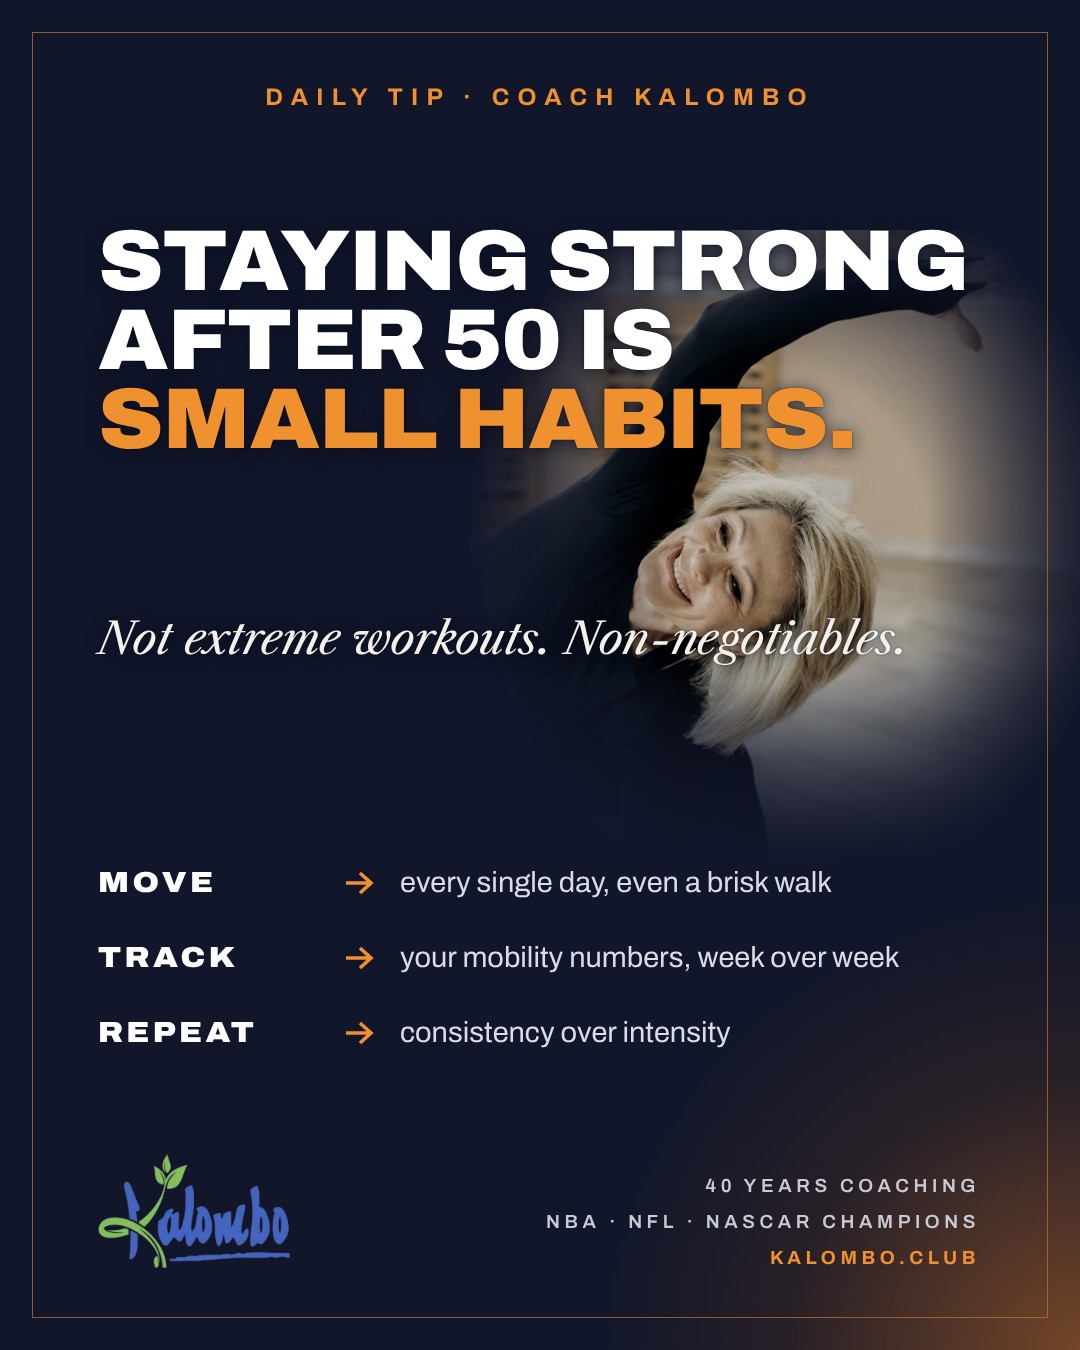 DAILY TIP · COACH KALOMBO
STAYING STRONG
AFTER 50 IS
SMALL HABITS.
Not extreme workouts. Non-negotiables.
MOVE → every single day, even a brisk walk
TRACK → your mobility numbers, week over week
REPEAT → consistency over intensity
Kalombo
40 YEARS COACHING
NBA · NFL · NASCAR CHAMPIONS
KALOMBO.CLUB